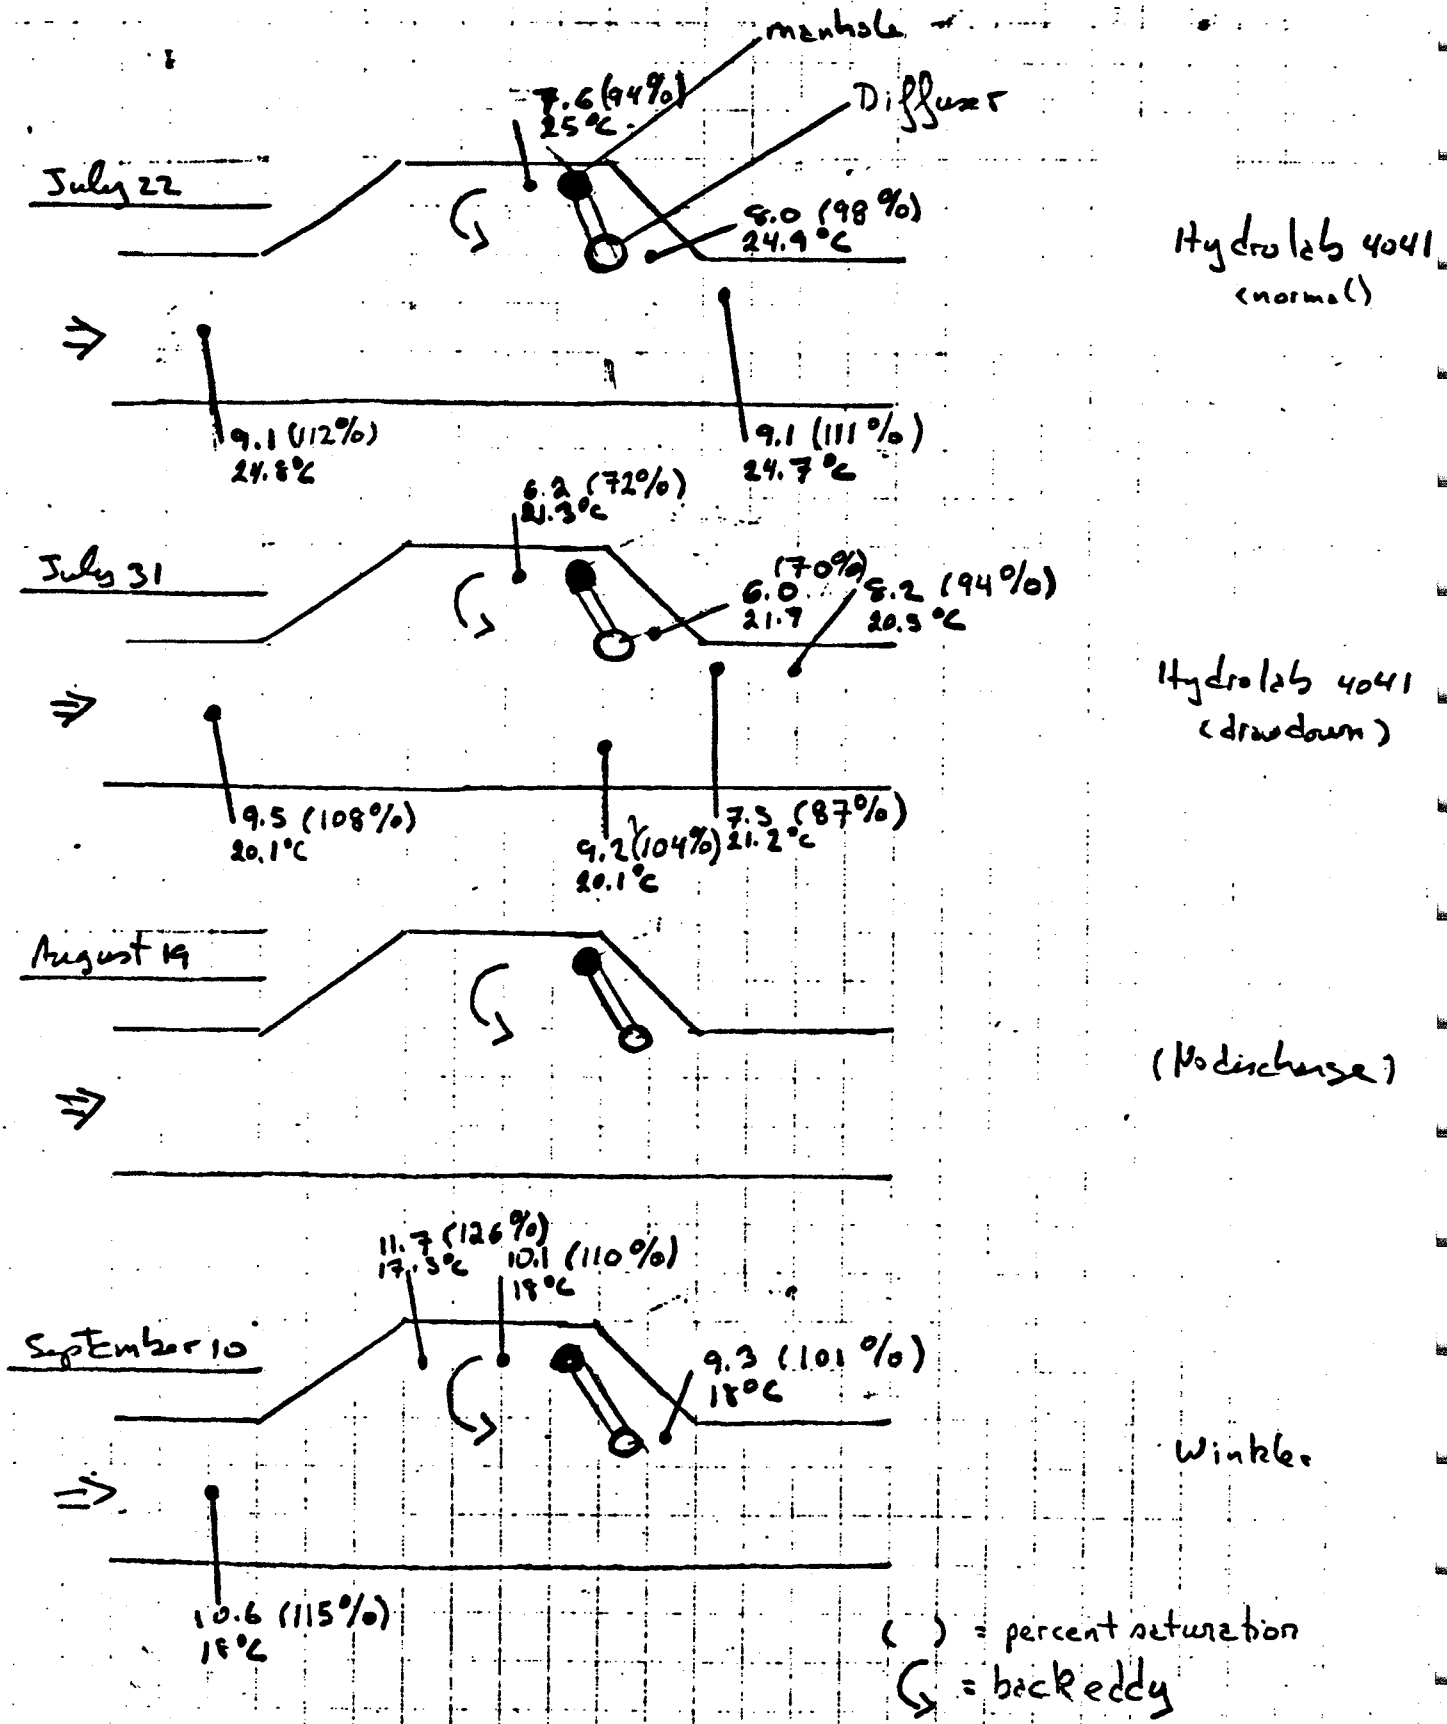 manhole
7.6 (94%)
25°C
Diffuser
July 22
8.0 (98%)
24.9°C
Hydrolab 4041
(normal)
⇒
9.1 (112%)
24.8°C
9.1 (111%)
24.7°C
6.2 (72%)
21.3°C
July 31
(70%)
6.0
21.9
8.2 (94%)
20.5°C
Hydrolab 4041
(drawdown)
⇒
9.5 (108%)
20.1°C
9.2 (104%)
20.1°C
7.5 (87%)
21.2°C
August 19
(No discharge)
⇒
11.7 (126%)
17.5°C
10.1 (110%)
18°C
September 10
9.3 (101%)
18°C
Winkler
⇒
10.6 (115%)
18°C
( ) = percent saturation
= back eddy